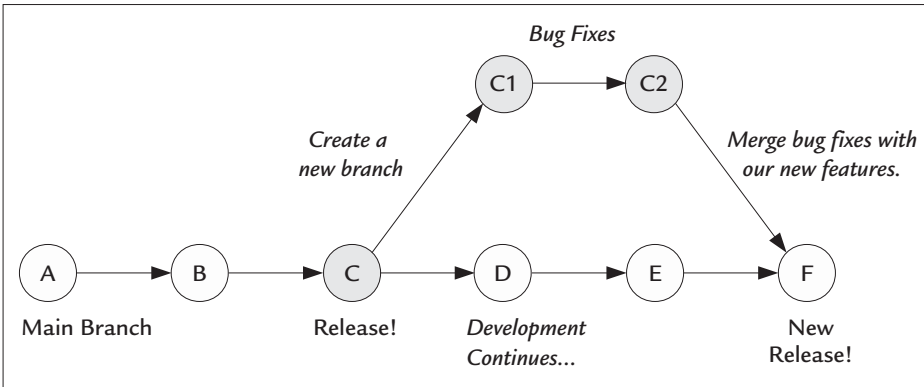 Bug Fixes
C1
C2
Create a
new branch
Merge bug fixes with
our new features.
A
B
C
D
E
F
Main Branch
Release!
Development
Continues...
New
Release!